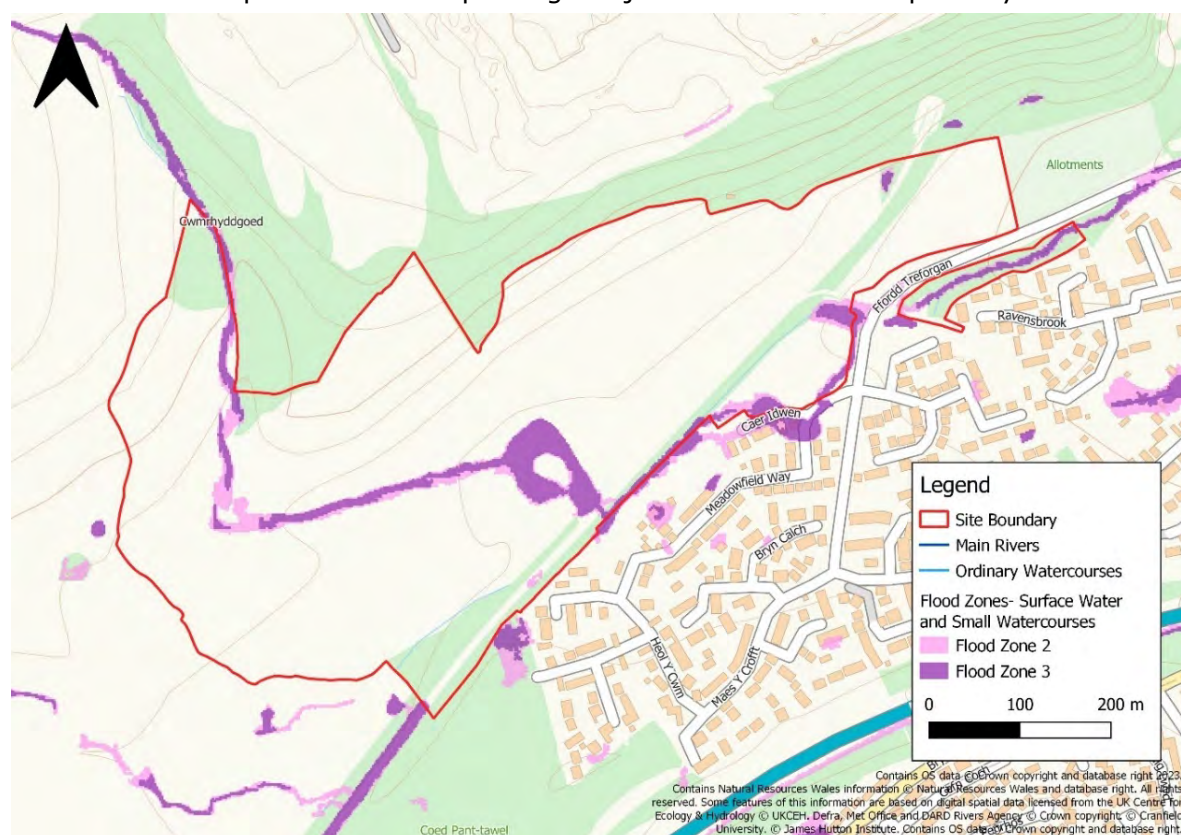 Cwmrhyddgoed
Allotments
Ffordd Treforgan
Ravensbrook
Caer Idwen
Meadowfield Way
Bryn Calch
Heol Y Cwm
Maes Y Crofft
Coed Pant-tawel
Legend
Site Boundary
Main Rivers
Ordinary Watercourses
Flood Zones- Surface Water
and Small Watercourses
Flood Zone 2
Flood Zone 3
0 100 200 m
Contains OS data © Crown copyright and database right 2023.
Contains Natural Resources Wales information © Natural Resources Wales and database right. All rights
reserved. Some features of this information are based on digital spatial data licensed from the UK Centre for
Ecology & Hydrology © UKCEH. Defra, Met Office and DARD Rivers Agency © Crown copyright. © Cranfield
University. © James Hutton Institute. Contains OS data © Crown copyright and database right